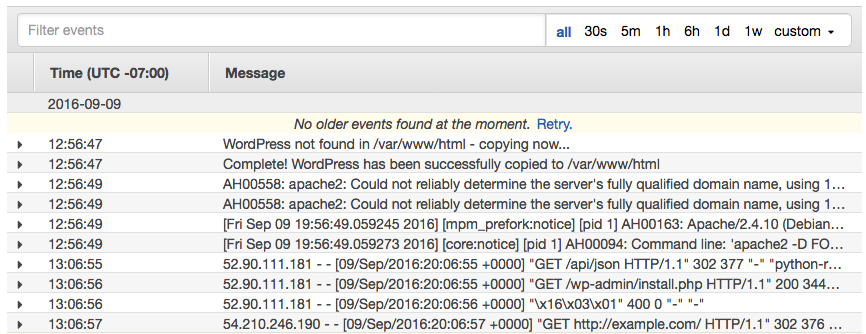 Filter events
all 30s 5m 1h 6h 1d 1w custom
Time (UTC -07:00) Message
2016-09-09
No older events found at the moment. Retry.
12:56:47 WordPress not found in /var/www/html - copying now...
12:56:47 Complete! WordPress has been successfully copied to /var/www/html
12:56:49 AH00558: apache2: Could not reliably determine the server's fully qualified domain name, using 1…
12:56:49 AH00558: apache2: Could not reliably determine the server's fully qualified domain name, using 1…
12:56:49 [Fri Sep 09 19:56:49.059245 2016] [mpm_prefork:notice] [pid 1] AH00163: Apache/2.4.10 (Debian…
12:56:49 [Fri Sep 09 19:56:49.059273 2016] [core:notice] [pid 1] AH00094: Command line: 'apache2 -D FO…
13:06:55 52.90.111.181 - - [09/Sep/2016:20:06:55 +0000] "GET /api/json HTTP/1.1" 302 377 "-" "python-r…
13:06:56 52.90.111.181 - - [09/Sep/2016:20:06:56 +0000] "GET /wp-admin/install.php HTTP/1.1" 200 344…
13:06:56 52.90.111.181 - - [09/Sep/2016:20:06:56 +0000] "\x16\x03\x01" 400 0 "-" "-"
13:06:57 54.210.246.190 - - [09/Sep/2016:20:06:57 +0000] "GET http://example.com/ HTTP/1.1" 302 376 …